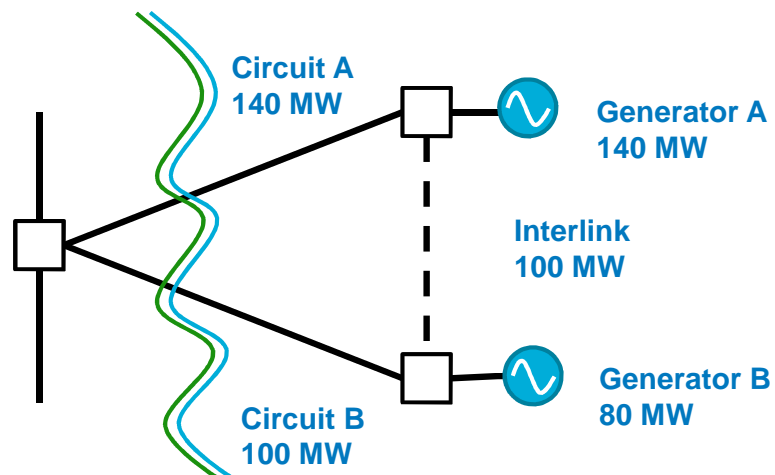 Circuit A
140 MW
Generator A
140 MW
Interlink
100 MW
Generator B
80 MW
Circuit B
100 MW